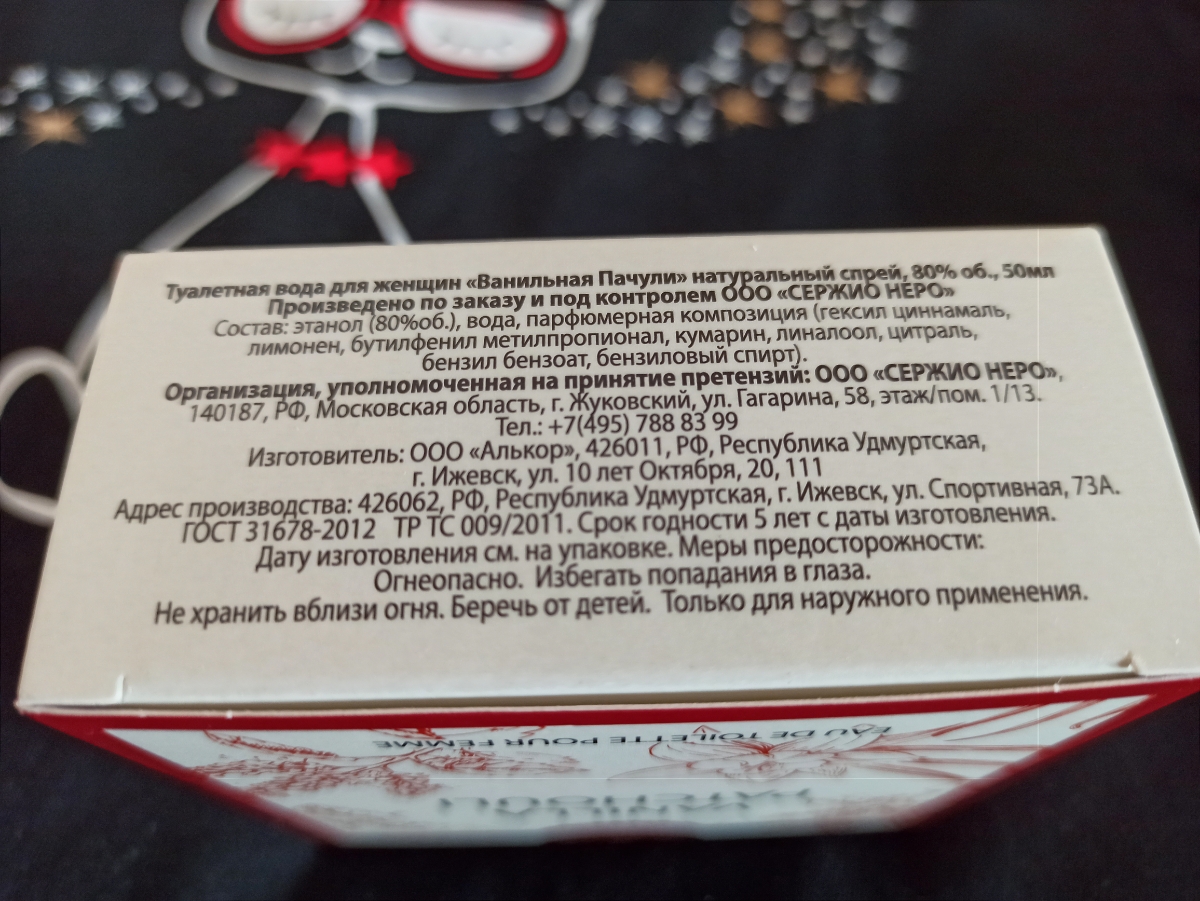 Туалетная вода для женщин «Ванильная Пачули» натуральный спрей, 80% об., 50мл
Произведено по заказу и под контролем ООО «СЕРЖИО НЕРО»
Состав: этанол (80%об.), вода, парфюмерная композиция (гексил циннамаль,
лимонен, бутилфенил метилпропионал, кумарин, линалоол, цитраль,
бензил бензоат, бензиловый спирт).
Организация, уполномоченная на принятие претензий: ООО «СЕРЖИО НЕРО»,
140187, РФ, Московская область, г. Жуковский, ул. Гагарина, 58, этаж/пом. 1/13.
Тел.: +7(495) 788 83 99
Изготовитель: ООО «Алькор», 426011, РФ, Республика Удмуртская,
г. Ижевск, ул. 10 лет Октября, 20, 111
Адрес производства: 426062, РФ, Республика Удмуртская, г. Ижевск, ул. Спортивная, 73А.
ГОСТ 31678-2012 ТР ТС 009/2011. Срок годности 5 лет с даты изготовления.
Дату изготовления см. на упаковке. Меры предосторожности:
Огнеопасно. Избегать попадания в глаза.
Не хранить вблизи огня. Беречь от детей. Только для наружного применения.
EAU DE TOILETTE POUR FEMME